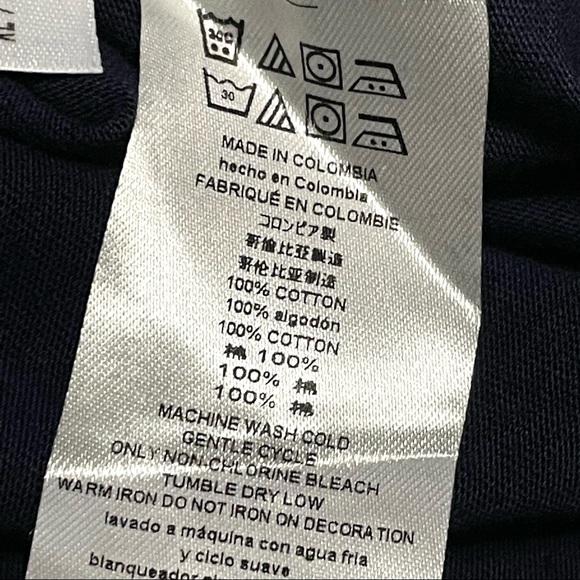 30C
30
MADE IN COLOMBIA
hecho en Colombia
FABRIQUÉ EN COLOMBIE
コロンビア製
哥倫比亞製造
哥伦比亚制造
100% COTTON
100% algodón
100% COTTON
棉 100%
100% 棉
100% 棉
MACHINE WASH COLD
GENTLE CYCLE
ONLY NON-CHLORINE BLEACH
TUMBLE DRY LOW
WARM IRON DO NOT IRON ON DECORATION
lavado a máquina con agua fria
y ciclo suave
blanqueador